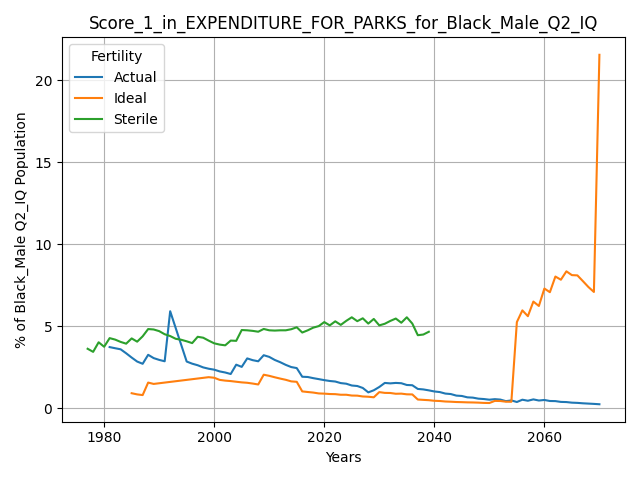 Score_1_in_EXPENDITURE_FOR_PARKS_for_Black_Male_Q2_IQ
Fertility
Actual
Ideal
Sterile
% of Black_Male Q2_IQ Population
20
15
10
5
0
1980
2000
2020
2040
2060
Years